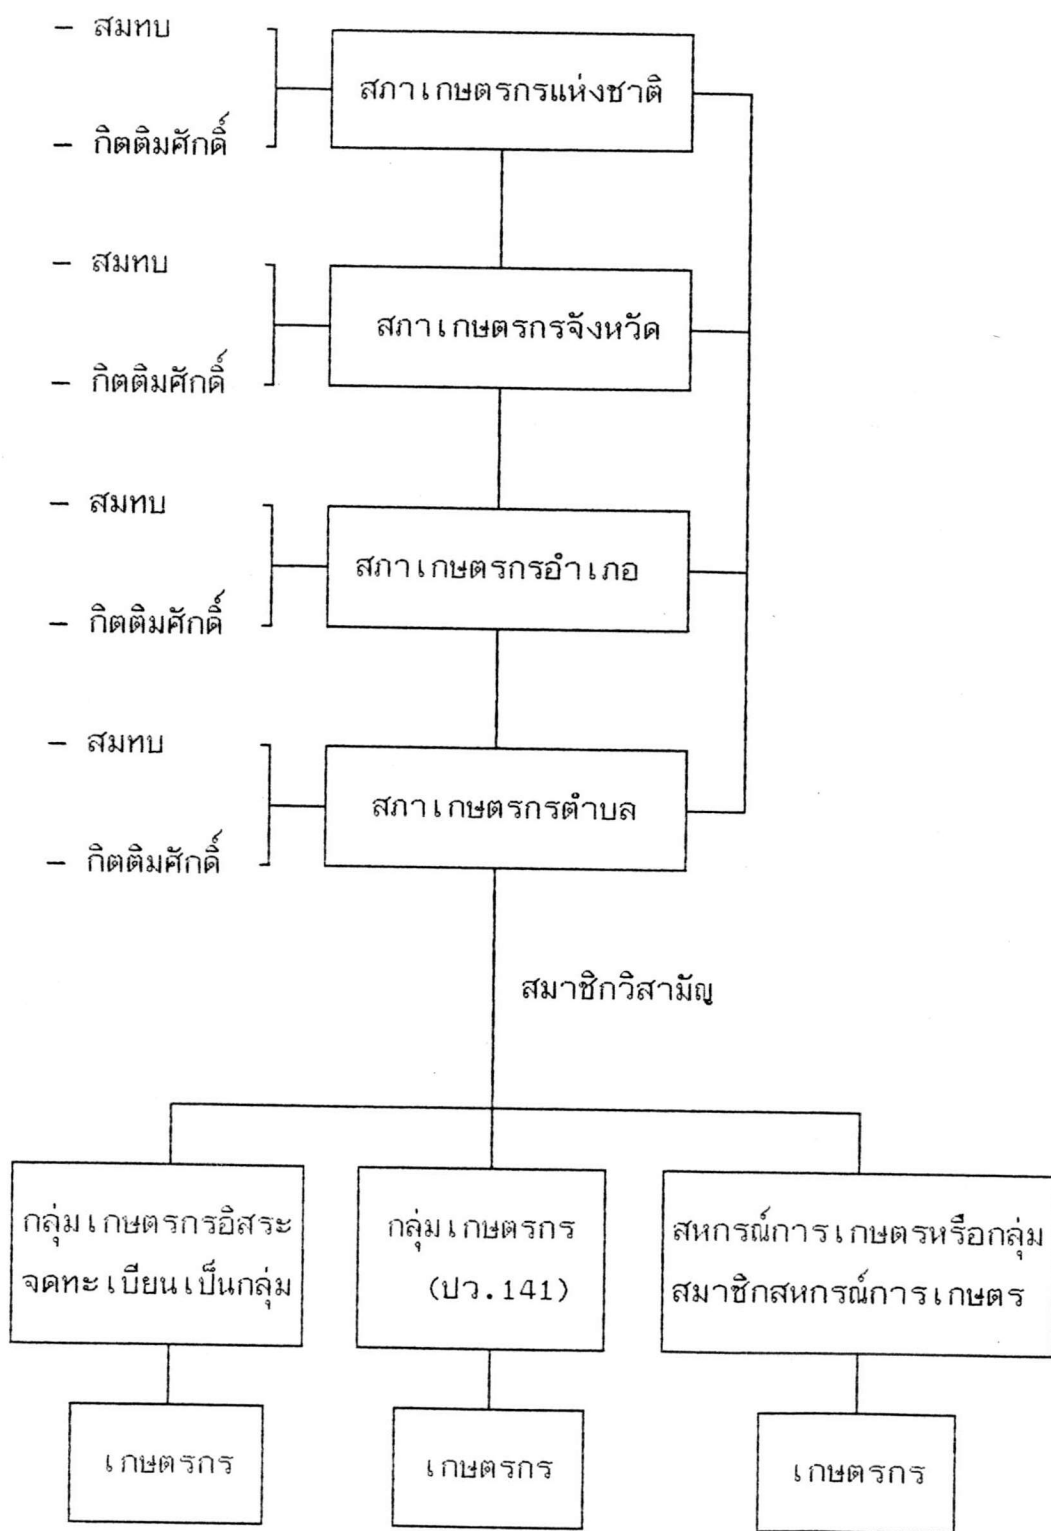 – สมทบ
สภาเกษตรกรแห่งชาติ
– กิตติมศักดิ์
– สมทบ
สภาเกษตรกรจังหวัด
– กิตติมศักดิ์
– สมทบ
สภาเกษตรกรอำเภอ
– กิตติมศักดิ์
– สมทบ
สภาเกษตรกรตำบล
– กิตติมศักดิ์
สมาชิกวิสามัญ
กลุ่มเกษตรกรอิสระ
จดทะเบียนเป็นกลุ่ม
กลุ่มเกษตรกร
(ปว.141)
สหกรณ์การเกษตรหรือกลุ่ม
สมาชิกสหกรณ์การเกษตร
เกษตรกร
เกษตรกร
เกษตรกร